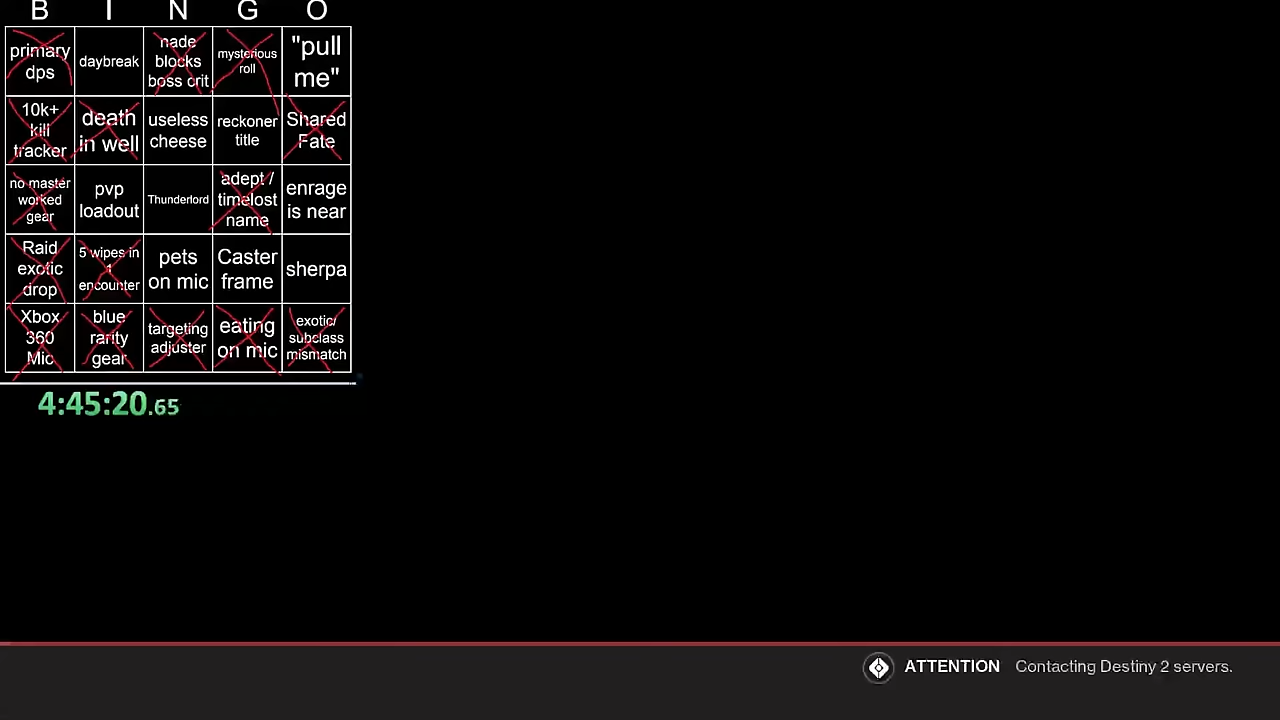 B I N G O
primary
dps
daybreak
nade
blocks
boss crit
mysterious
roll
"pull
me"
10k+
kill
tracker
death
in well
useless
cheese
reckoner
title
Shared
Fate
no master
worked
gear
pvp
loadout
Thunderlord
adept /
timelost
name
enrage
is near
Raid
exotic
drop
5 wipes in
1
encounter
pets
on mic
Caster
frame
sherpa
Xbox
360
Mic
blue
rarity
gear
targeting
adjuster
eating
on mic
exotic/
subclass
mismatch
4:45:20.65
ATTENTION Contacting Destiny 2 servers.